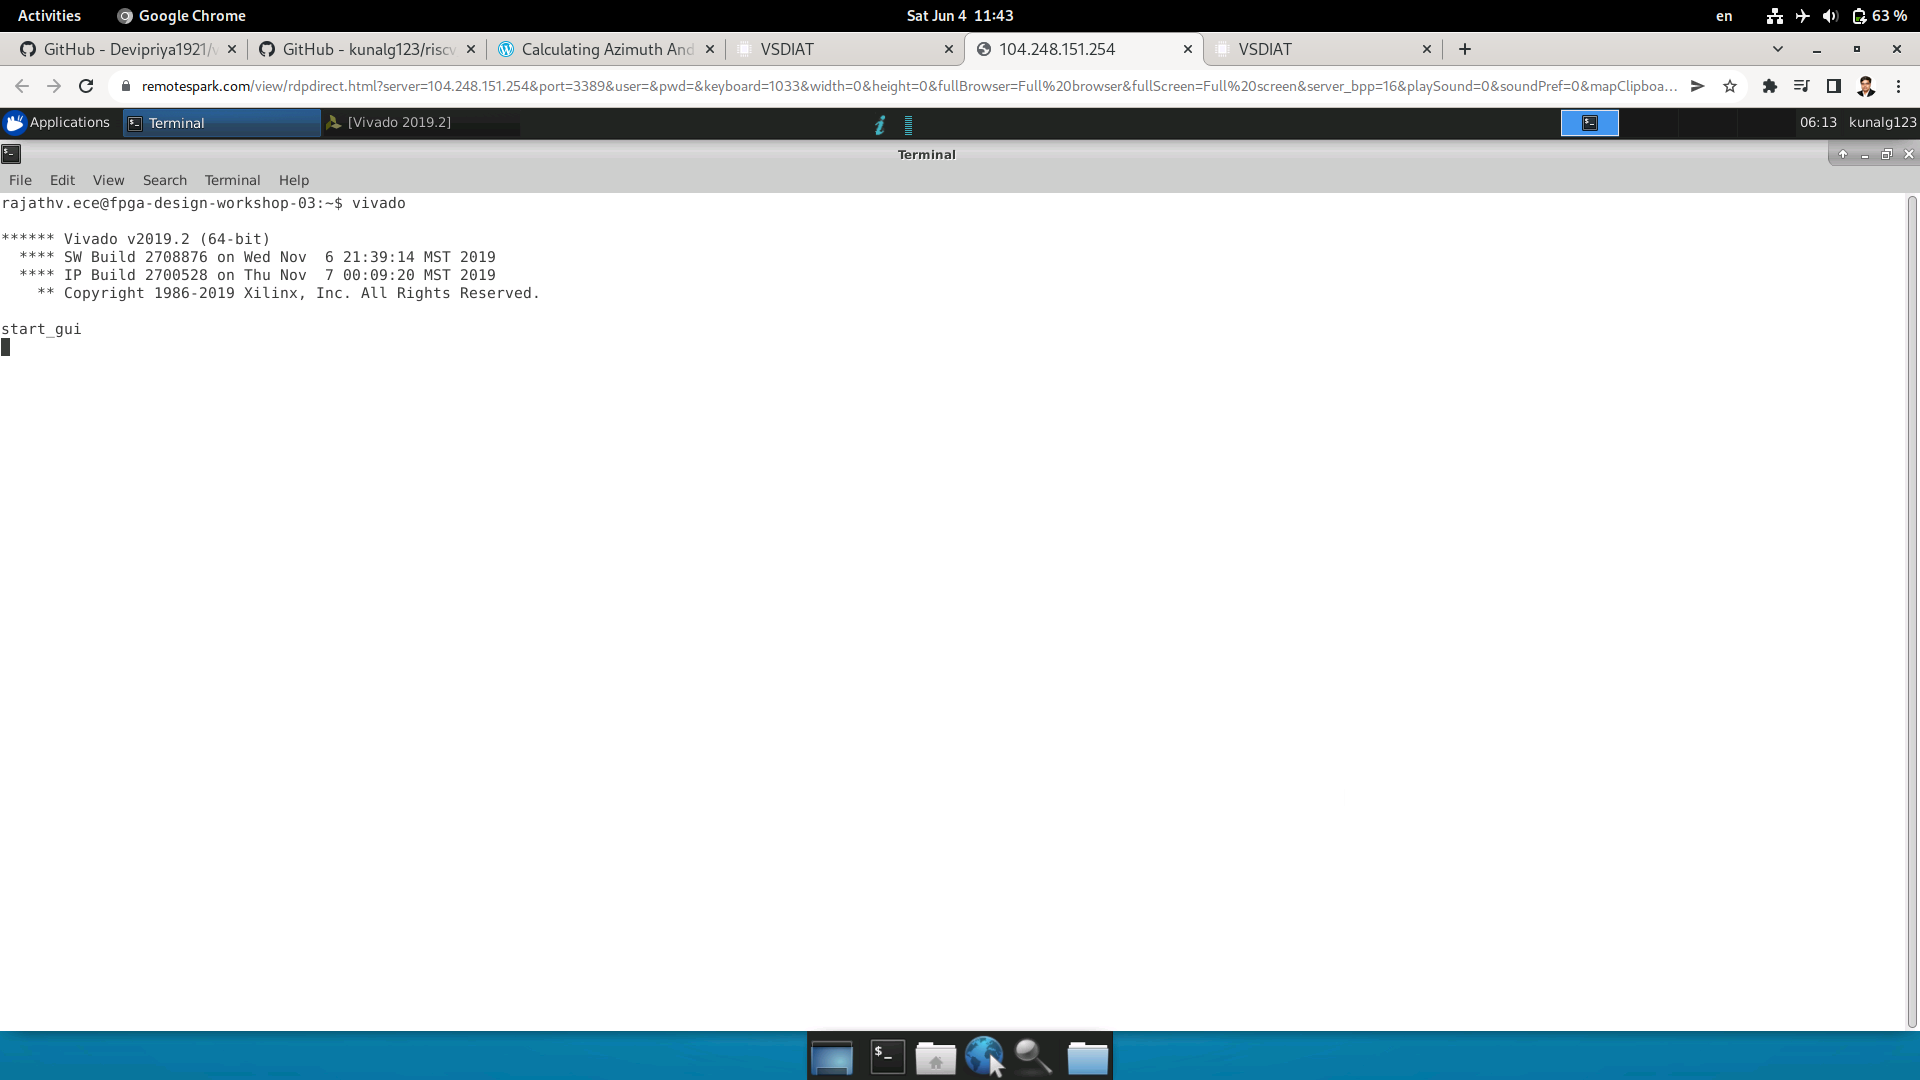 Activities Google Chrome Sat Jun 4 11:43 en 63 %
GitHub - Devipriya1921/v GitHub - kunalg123/riscv Calculating Azimuth And VSDIAT 104.248.151.254 VSDIAT
remotespark.com/view/rdpdirect.html?server=104.248.151.254&port=3389&user=&pwd=&keyboard=1033&width=0&height=0&fullBrowser=Full%20browser&fullScreen=Full%20screen&server_bpp=16&playSound=0&soundPref=0&mapClipboa...
Applications Terminal [Vivado 2019.2] 06:13 kunalg123
Terminal
File Edit View Search Terminal Help
rajathv.ece@fpga-design-workshop-03:~$ vivado
****** Vivado v2019.2 (64-bit)
**** SW Build 2708876 on Wed Nov  6 21:39:14 MST 2019
**** IP Build 2700528 on Thu Nov  7 00:09:20 MST 2019
** Copyright 1986-2019 Xilinx, Inc. All Rights Reserved.
start_gui